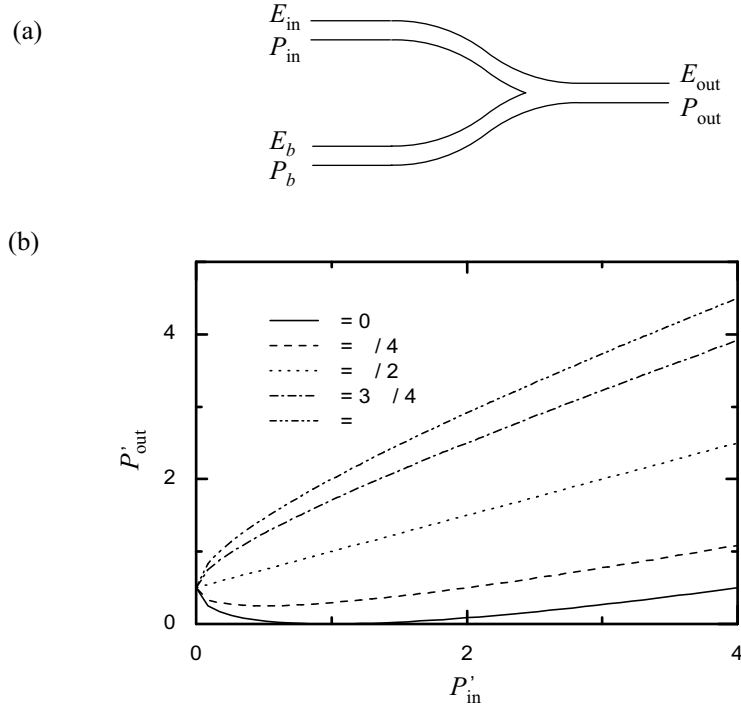 (a)
E_in
P_in
E_b
P_b
E_out
P_out
(b)
= 0
= /4
= /2
= 3 /4
=
4
2
0
P'_out
0
2
4
P'_in